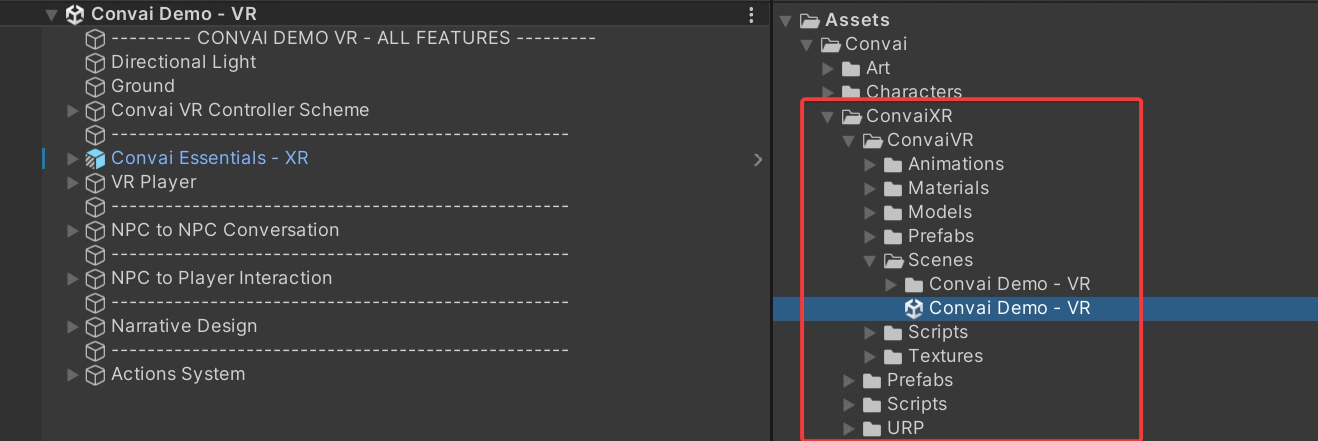 Convai Demo - VR
--------- CONVAI DEMO VR - ALL FEATURES ---------
Directional Light
Ground
Convai VR Controller Scheme
--------------------------------------------------
Convai Essentials - XR
VR Player
--------------------------------------------------
NPC to NPC Conversation
--------------------------------------------------
NPC to Player Interaction
--------------------------------------------------
Narrative Design
--------------------------------------------------
Actions System
Assets
Convai
Art
Characters
ConvaiXR
ConvaiVR
Animations
Materials
Models
Prefabs
Scenes
Convai Demo - VR
Convai Demo - VR
Scripts
Textures
Prefabs
Scripts
URP